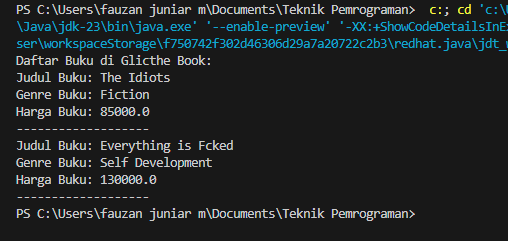 PS C:\Users\fauzan juniar m\Documents\Teknik Pemrograman> c:; cd 'c:\
\Java\jdk-23\bin\java.exe' '--enable-preview' '-XX:+ShowCodeDetailsInEx
ser\workspaceStorage\f750742f302d46306d29a7a20722c2b3\redhat.java\jdt_w
Daftar Buku di Glicthe Book:
Judul Buku: The Idiots
Genre Buku: Fiction
Harga Buku: 85000.0
-------------------
Judul Buku: Everything is Fcked
Genre Buku: Self Development
Harga Buku: 130000.0
-------------------
PS C:\Users\fauzan juniar m\Documents\Teknik Pemrograman>